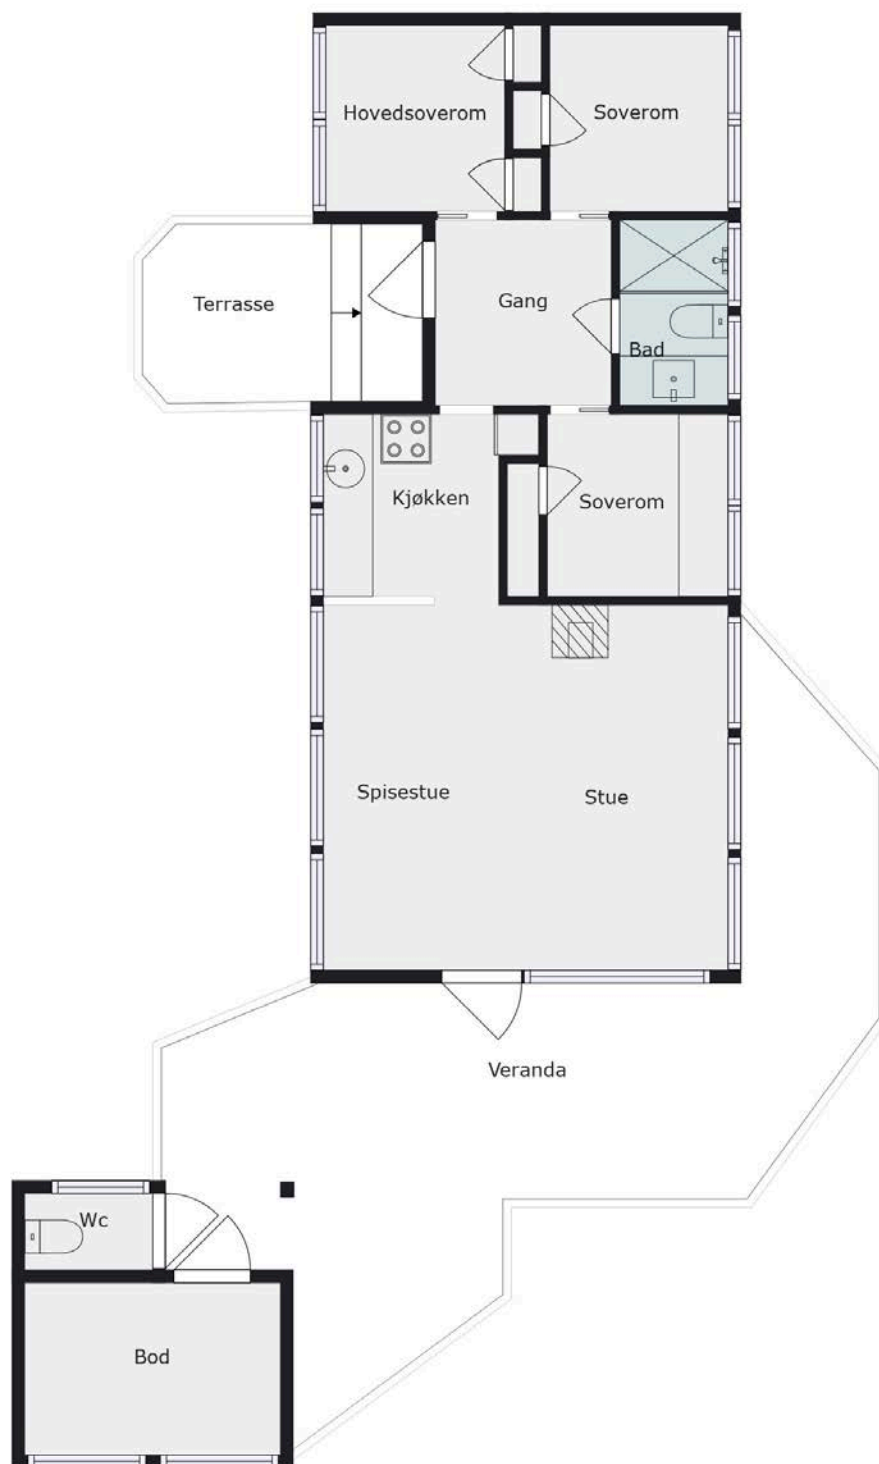 Hovedsoverom
Soverom
Terrasse
Gang
Bad
Kjøkken
Soverom
Spisestue
Stue
Veranda
Wc
Bod